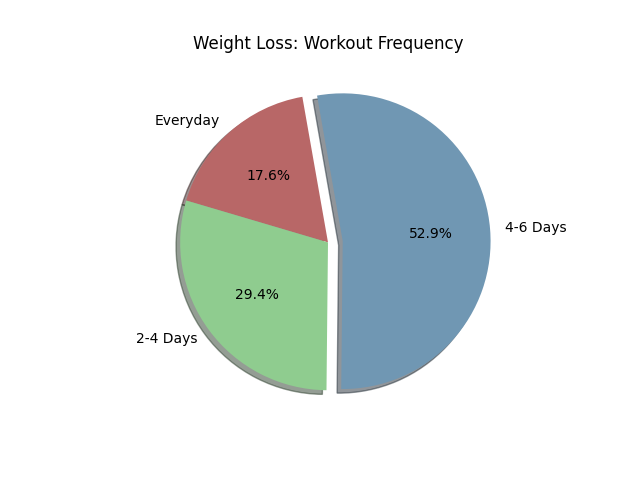 Weight Loss: Workout Frequency
Everyday
17.6%
4-6 Days
52.9%
29.4%
2-4 Days